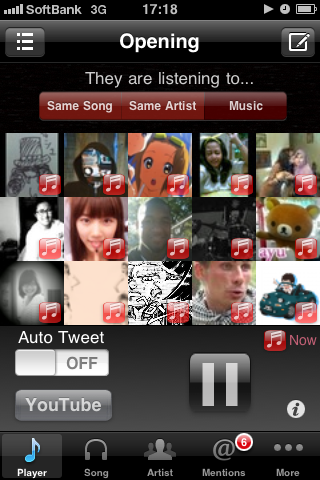 SoftBank 3G 17:18
Opening
They are listening to...
Same Song Same Artist Music
ayu
Now
Auto Tweet
OFF
YouTube
6
Player Song Artist Mentions More